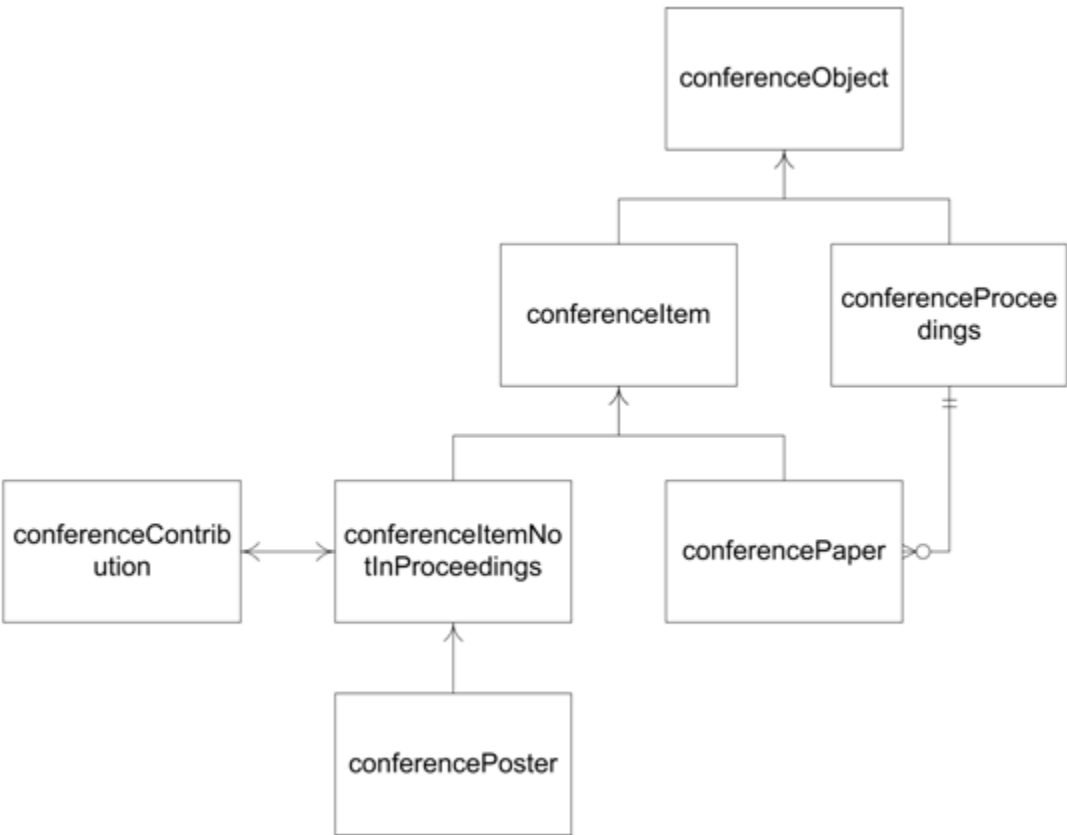 conferenceObject
conferenceItem
conferenceProcee
dings
conferenceContrib
ution
conferenceItemNo
tInProceedings
conferencePaper
conferencePoster